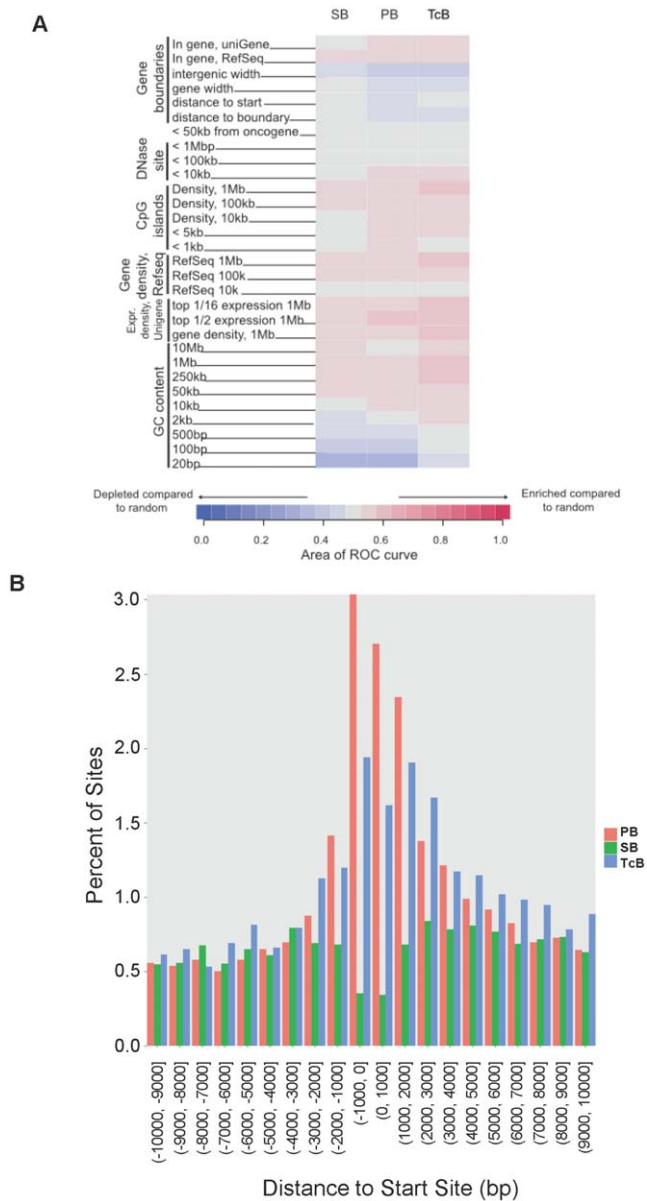 A
SB PB TcB
Gene boundaries
In gene, uniGene
In gene, RefSeq
intergenic width
gene width
distance to start
distance to boundary
< 50kb from oncogene
DNase site
< 1Mbp
< 100kb
< 10kb
CpG islands
Density, 1Mb
Density, 100kb
Density, 10kb
< 5kb
< 1kb
Gene density, Refseq
RefSeq 1Mb
RefSeq 100k
RefSeq 10k
Expr. density, Unigene
top 1/16 expression 1Mb
top 1/2 expression 1Mb
gene density, 1Mb
GC content
10Mb
1Mb
250kb
50kb
10kb
2kb
500bp
100bp
20bp
Depleted compared to random
Enriched compared to random
0.0 0.2 0.4 0.6 0.8 1.0
Area of ROC curve
B
Percent of Sites
3.0
2.5
2.0
1.5
1.0
0.5
0.0
PB
SB
TcB
(-10000, -9000]
(-9000, -8000]
(-8000, -7000]
(-7000, -6000]
(-6000, -5000]
(-5000, -4000]
(-4000, -3000]
(-3000, -2000]
(-2000, -1000]
(-1000, 0]
(0, 1000]
(1000, 2000]
(2000, 3000]
(3000, 4000]
(4000, 5000]
(5000, 6000]
(6000, 7000]
(7000, 8000]
(8000, 9000]
(9000, 10000]
Distance to Start Site (bp)